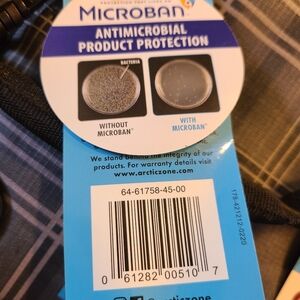 MICROBAN
ANTIMICROBIAL
PRODUCT PROTECTION
BACTERIA
WITHOUT
MICROBAN
WITH
MICROBAN
We stand behind the integrity of our
products. For warranty details visit
www.arcticzone.com
64-61758-45-00
0 61282 00510 7
@arcticzone